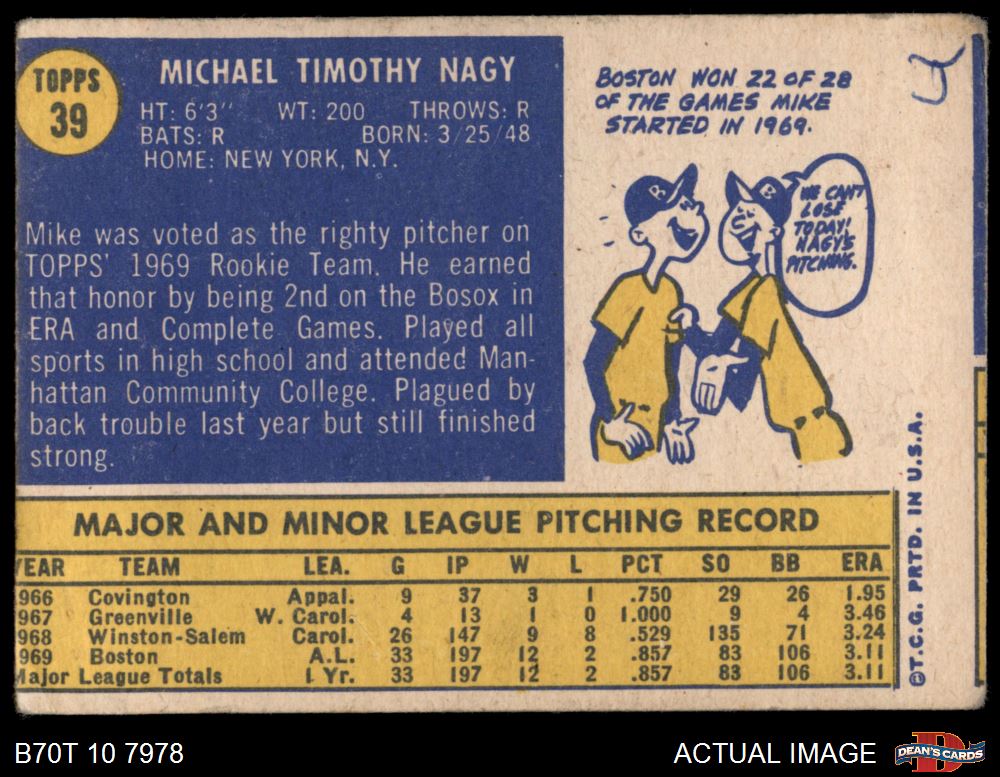 TOPPS
39
MICHAEL TIMOTHY NAGY
HT: 6'3" WT: 200 THROWS: R
BATS: R BORN: 3/25/48
HOME: NEW YORK, N.Y.
Mike was voted as the righty pitcher on
TOPPS' 1969 Rookie Team. He earned
that honor by being 2nd on the Bosox in
ERA and Complete Games. Played all
sports in high school and attended Man-
hattan Community College. Plagued by
back trouble last year but still finished
strong.
BOSTON WON 22 OF 28
OF THE GAMES MIKE
STARTED IN 1969.
B
B
WE CAN'T
LOSE
TODAY!
NAGY'S
PITCHING.
MAJOR AND MINOR LEAGUE PITCHING RECORD
YEAR TEAM LEA. G IP W L PCT SO BB ERA
966 Covington Appal. 9 37 3 1 .750 29 26 1.95
967 Greenville W. Carol. 4 13 1 0 1.000 9 4 3.46
968 Winston-Salem Carol. 26 147 9 8 .529 135 71 3.24
969 Boston A.L. 33 197 12 2 .857 83 106 3.11
Major League Totals 1 Yr. 33 197 12 2 .857 83 106 3.11
©T.C.G. PRTD. IN U.S.A.
B70T 10 7978
ACTUAL IMAGE
D
DEAN'S CARDS